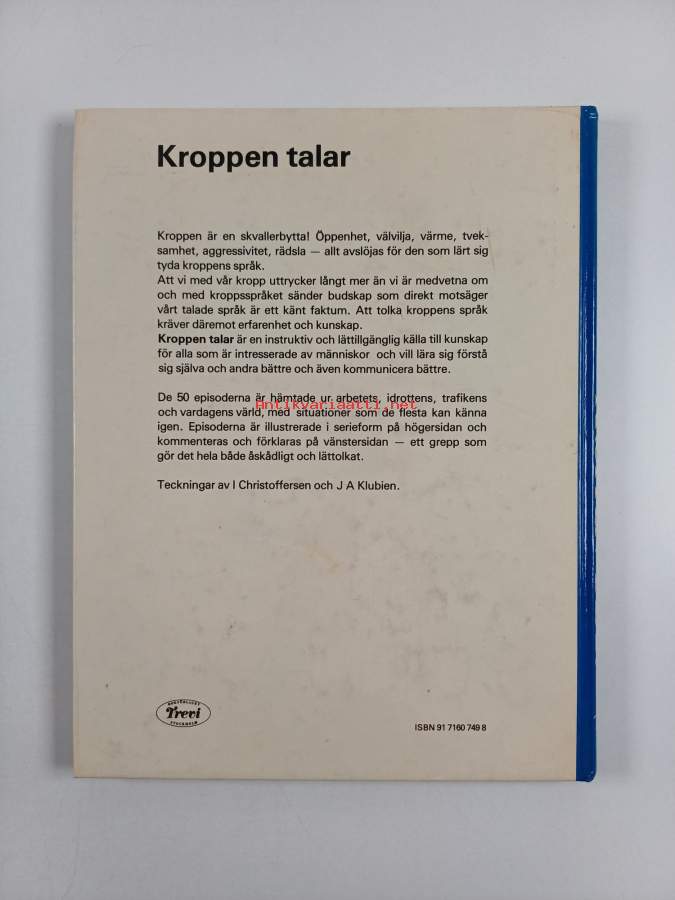 Kroppen talar
Kroppen är en skvallerbytta! Öppenhet, välvilja, värme, tvek-
samhet, aggressivitet, rädsla — allt avslöjas för den som lärt sig
tyda kroppens språk.
Att vi med vår kropp uttrycker långt mer än vi är medvetna om
och med kroppsspråket sänder budskap som direkt motsäger
vårt talade språk är ett känt faktum. Att tolka kroppens språk
kräver däremot erfarenhet och kunskap.
Kroppen talar är en instruktiv och lättillgänglig källa till kunskap
för alla som är intresserade av människor och vill lära sig förstå
sig själva och andra bättre och även kommunicera bättre.
De 50 episoderna är hämtade ur arbetets, idrottens, trafikens
Antikvariaatti.net
och vardagens värld, med situationer som de flesta kan känna
igen. Episoderna är illustrerade i serieform på högersidan och
kommenteras och förklaras på vänstersidan — ett grepp som
gör det hela både åskådligt och lättolkat.
Teckningar av I Christoffersen och J A Klubien.
BOKFÖRLAGET
Trevi
STOCKHOLM
ISBN 91 7160 749 8